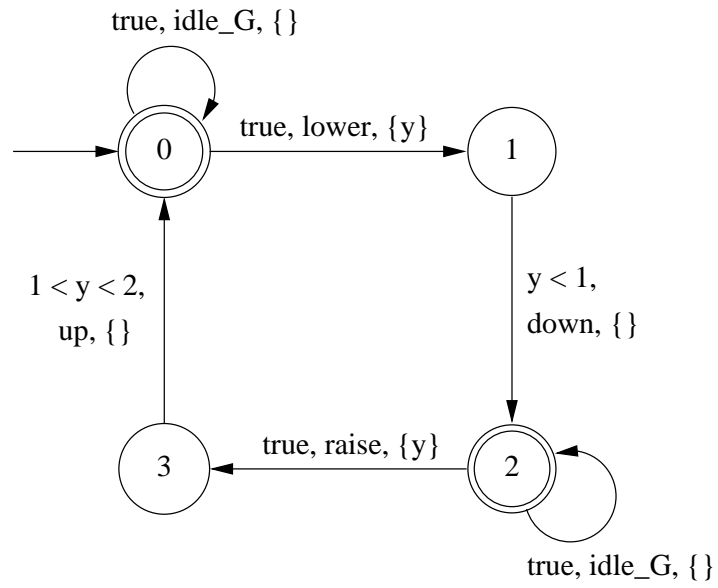 true, idle_G, {}
0
true, lower, {y}
1
1 < y < 2,
up, {}
y < 1,
down, {}
3
true, raise, {y}
2
true, idle_G, {}